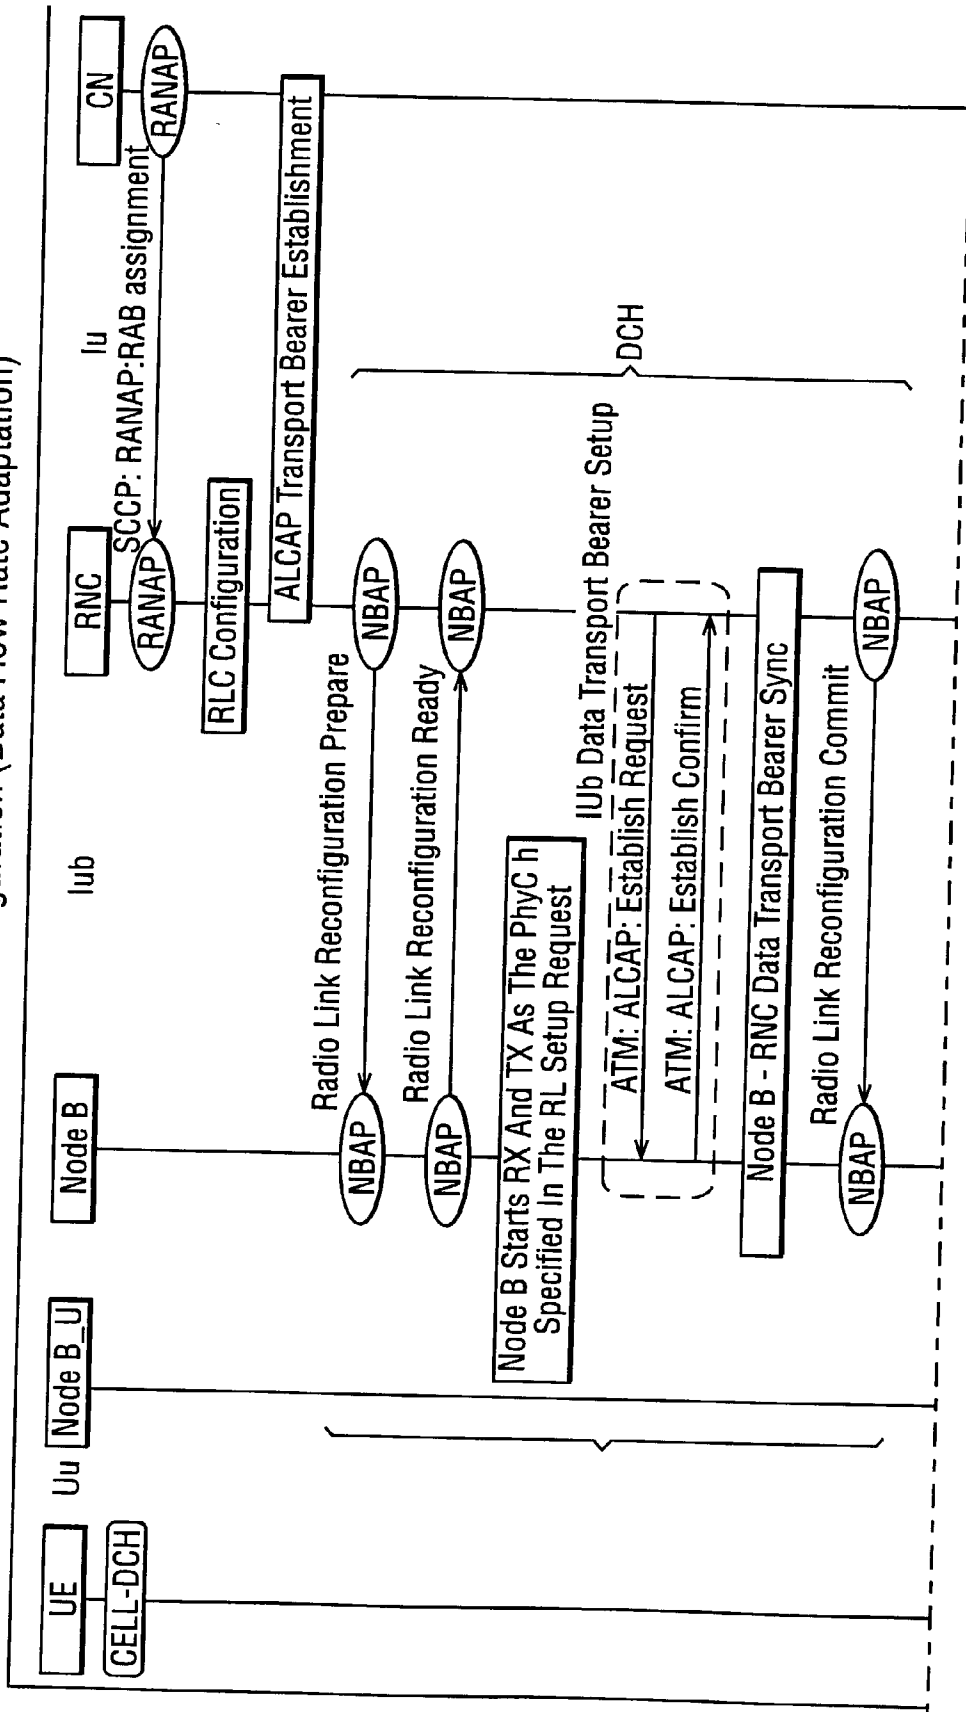 (Data Flow Rate Adaptation)
UE
Uu
Node B_U
Node B
Iub
RNC
Iu
CN
CELL-DCH
RANAP
SCCP: RANAP:RAB assignment
RANAP
RLC Configuration
ALCAP Transport Bearer Establishment
Radio Link Reconfiguration Prepare
NBAP
NBAP
Radio Link Reconfiguration Ready
NBAP
NBAP
Node B Starts RX And TX As The PhyC h
Specified In The RL Setup Request
IUb Data Transport Bearer Setup
DCH
ATM: ALCAP: Establish Request
ATM: ALCAP: Establish Confirm
Node B - RNC Data Transport Bearer Sync
Radio Link Reconfiguration Commit
NBAP
NBAP